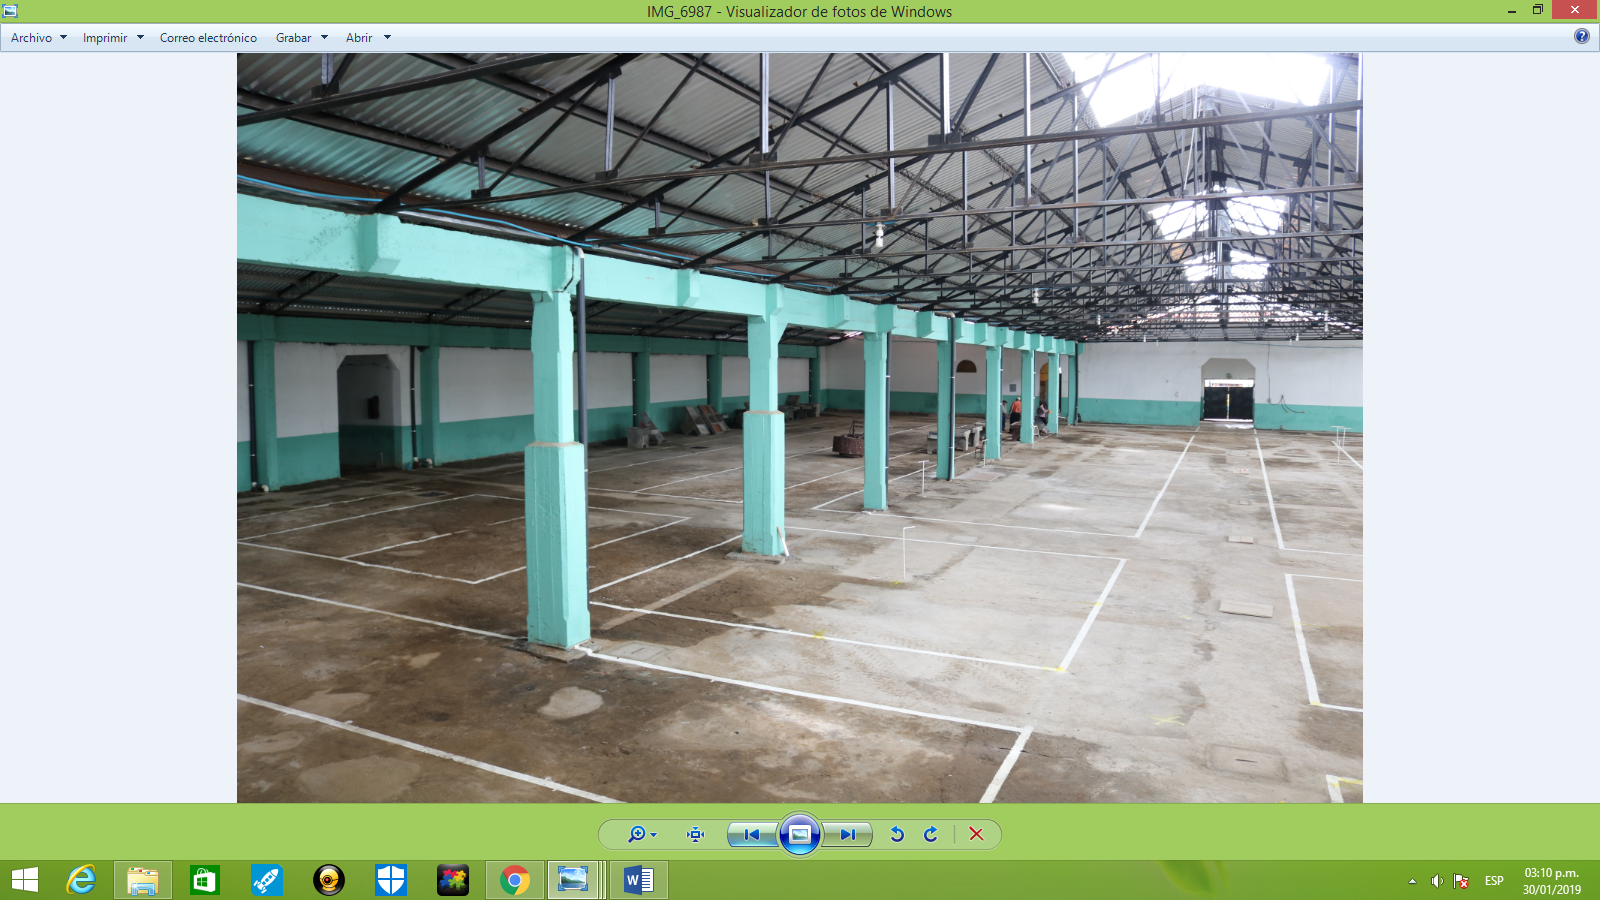 IMG_6987 - Visualizador de fotos de Windows
Archivo Imprimir Correo electrónico Grabar Abrir
ESP
03:10 p.m.
30/01/2019